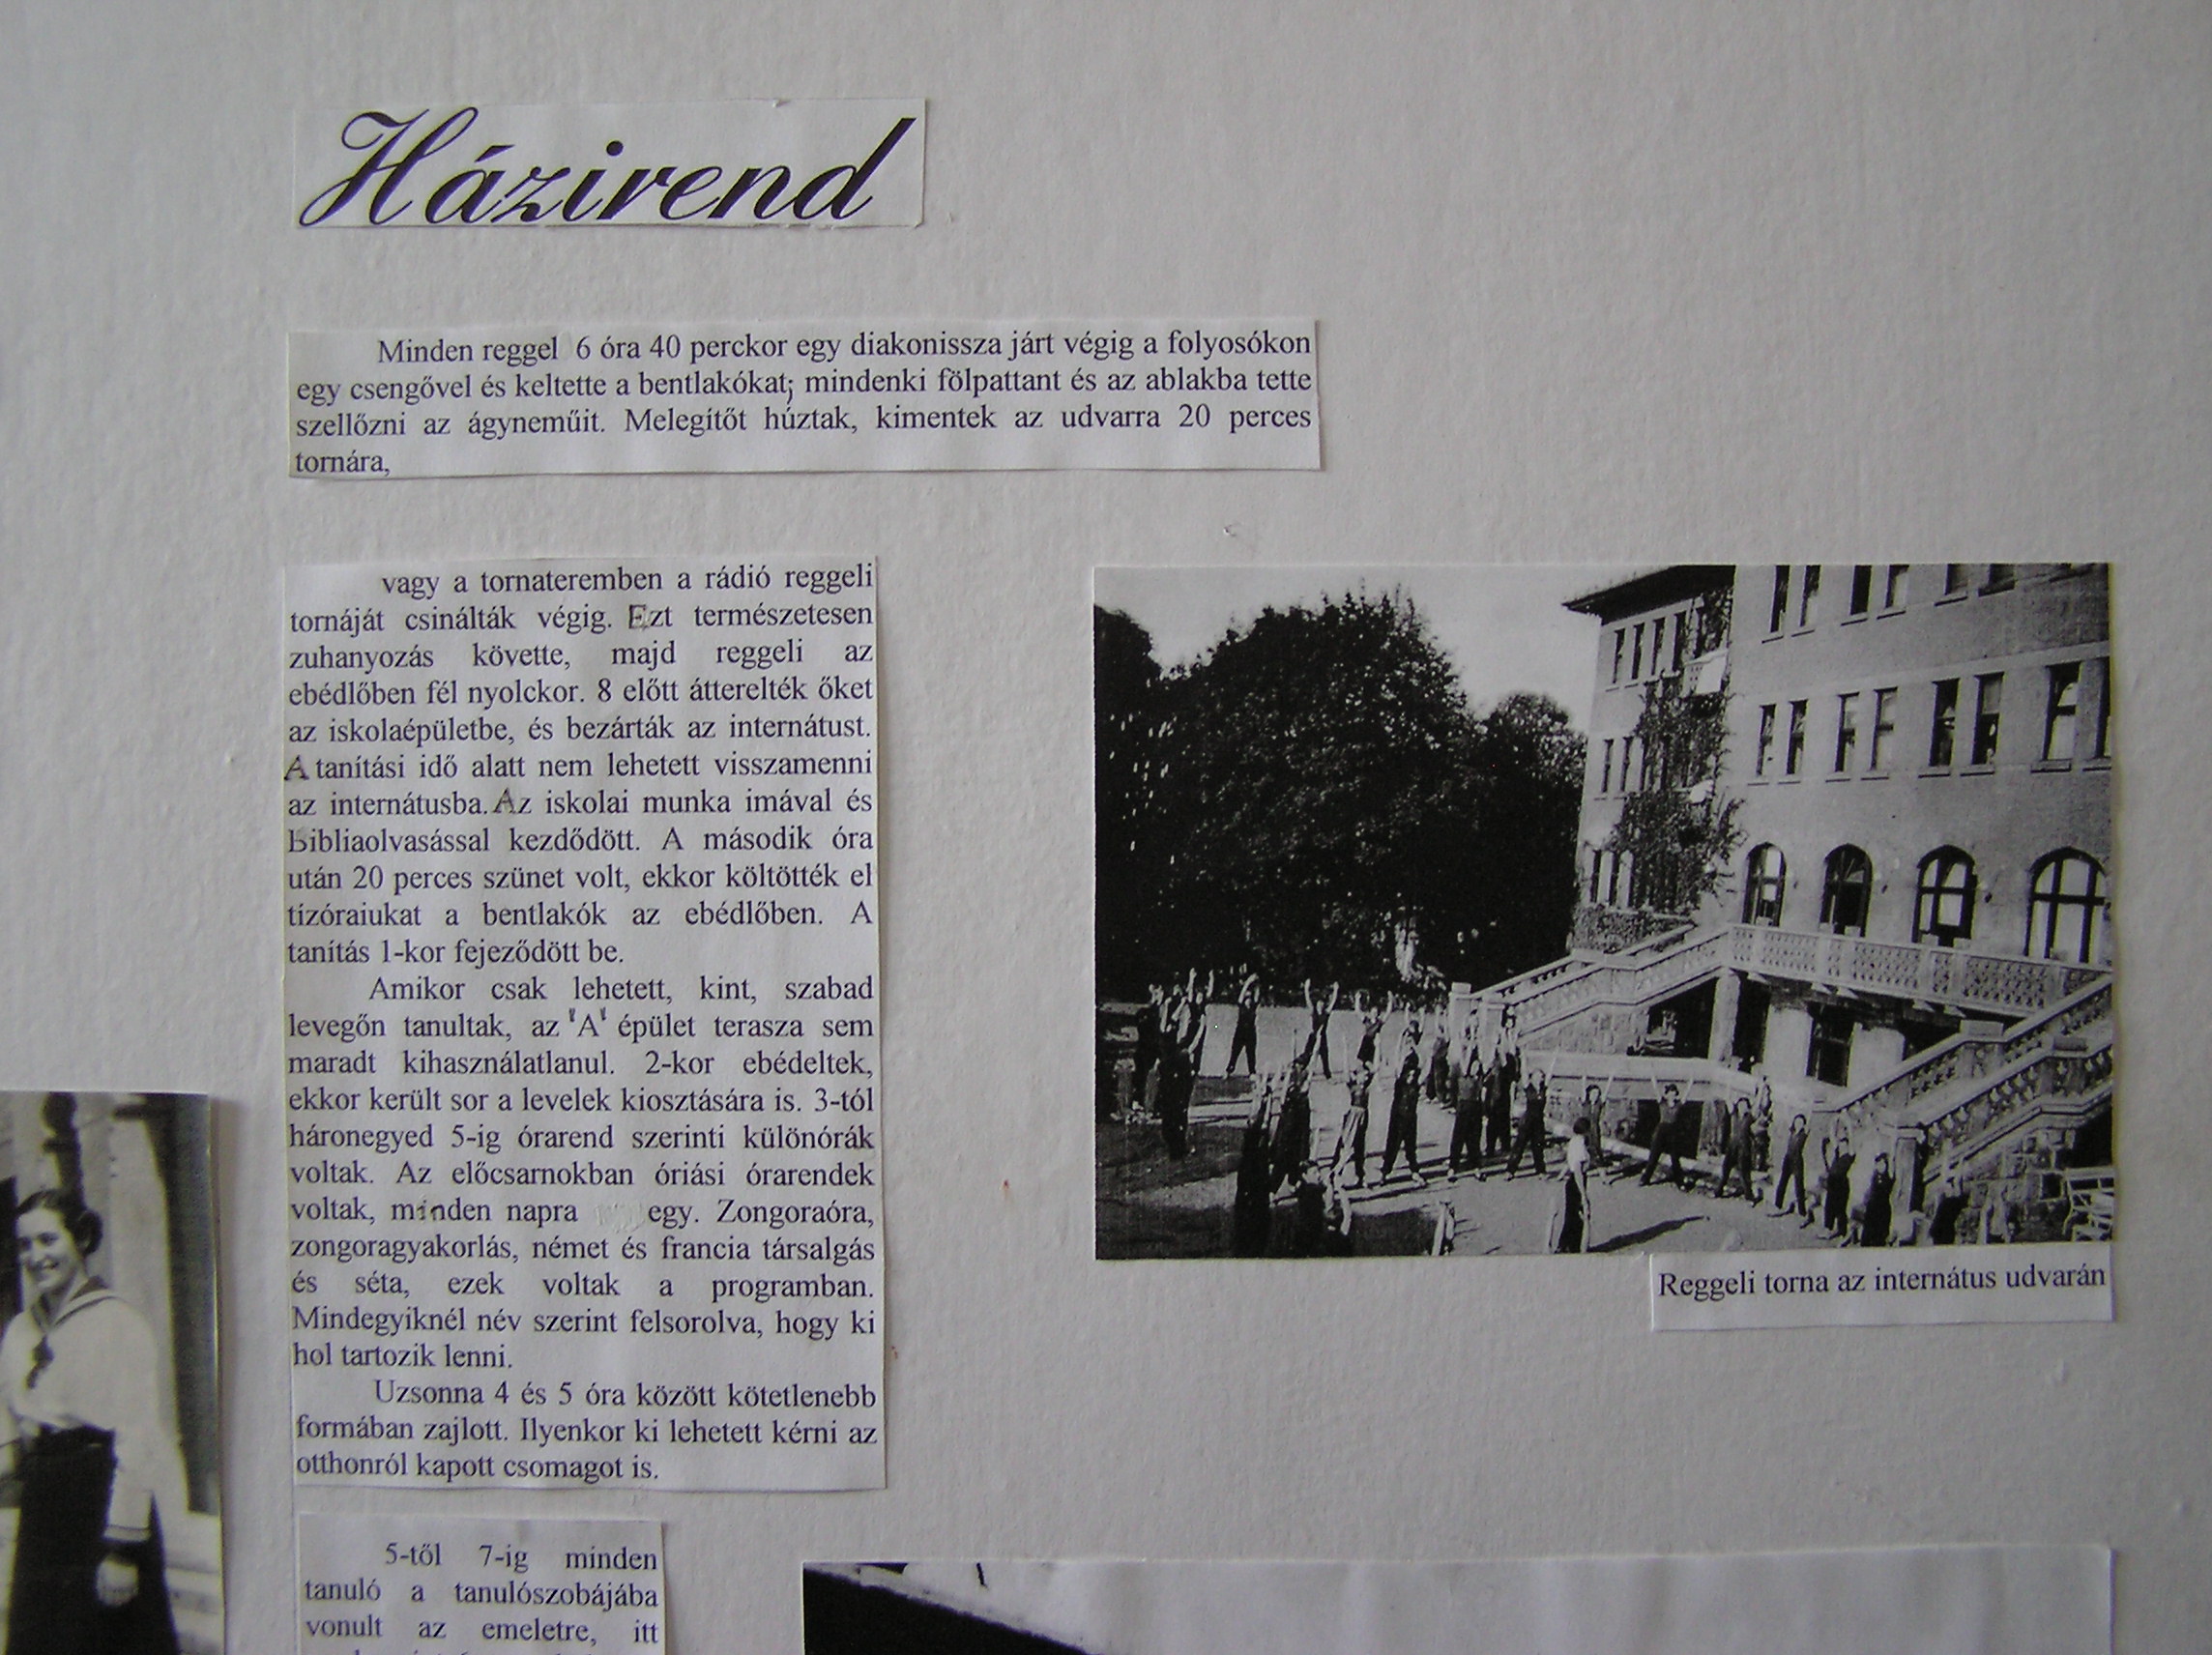 Házirend
Minden reggel 6 óra 40 perckor egy diakonissza járt végig a folyosókon
egy csengővel és keltette a bentlakókat; mindenki fölpattant és az ablakba tette
szellőzni az ágyneműit. Melegítőt húztak, kimentek az udvarra 20 perces
tornára,
vagy a tornateremben a rádió reggeli
tornáját csinálták végig. Ezt természetesen
zuhanyozás követte, majd reggeli az
ebédlőben fél nyolckor. 8 előtt átterelték őket
az iskolaépületbe, és bezárták az internátust.
A tanítási idő alatt nem lehetett visszamenni
az internátusba. Az iskolai munka imával és
bibliaolvasással kezdődött. A második óra
után 20 perces szünet volt, ekkor költötték el
tízóraiukat a bentlakók az ebédlőben. A
tanítás 1-kor fejeződött be.
Amikor csak lehetett, kint, szabad
levegőn tanultak, az "A" épület terasza sem
maradt kihasználatlanul. 2-kor ebédeltek,
ekkor került sor a levelek kiosztására is. 3-tól
háronegyed 5-ig órarend szerinti különórák
voltak. Az előcsarnokban óriási órarendek
voltak, minden napra egy. Zongoraóra,
zongoragyakorlás, német és francia társalgás
és séta, ezek voltak a programban.
Mindegyiknél név szerint felsorolva, hogy ki
hol tartozik lenni.
Uzsonna 4 és 5 óra között kötetlenebb
formában zajlott. Ilyenkor ki lehetett kérni az
otthonról kapott csomagot is.
Reggeli torna az internátus udvarán
5-től 7-ig minden
tanuló a tanulószobájába
vonult az emeletre, itt